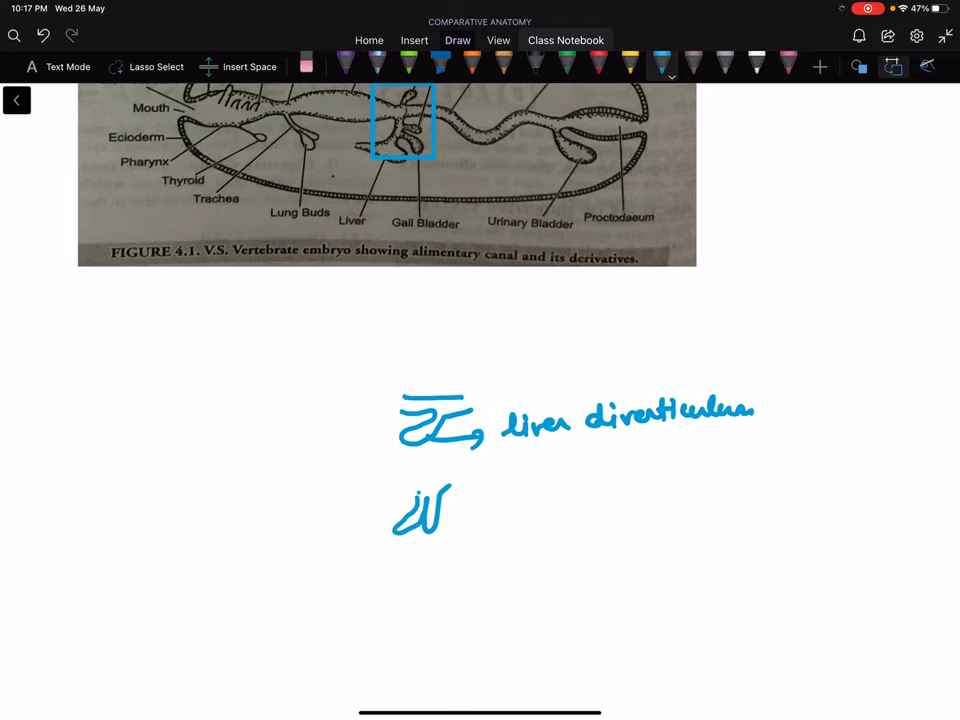 10:17 PM Wed 26 May
47%
COMPARATIVE ANATOMY
Home Insert Draw View Class Notebook
Text Mode Lasso Select Insert Space
Mouth
Ecioderm
Pharynx
Thyroid
Trachea
Lung Buds
Liver
Gall Bladder
Urinary Bladder
Proctodaeum
FIGURE 4.1. V.S. Vertebrate embryo showing alimentary canal and its derivatives.
liver diverticulum